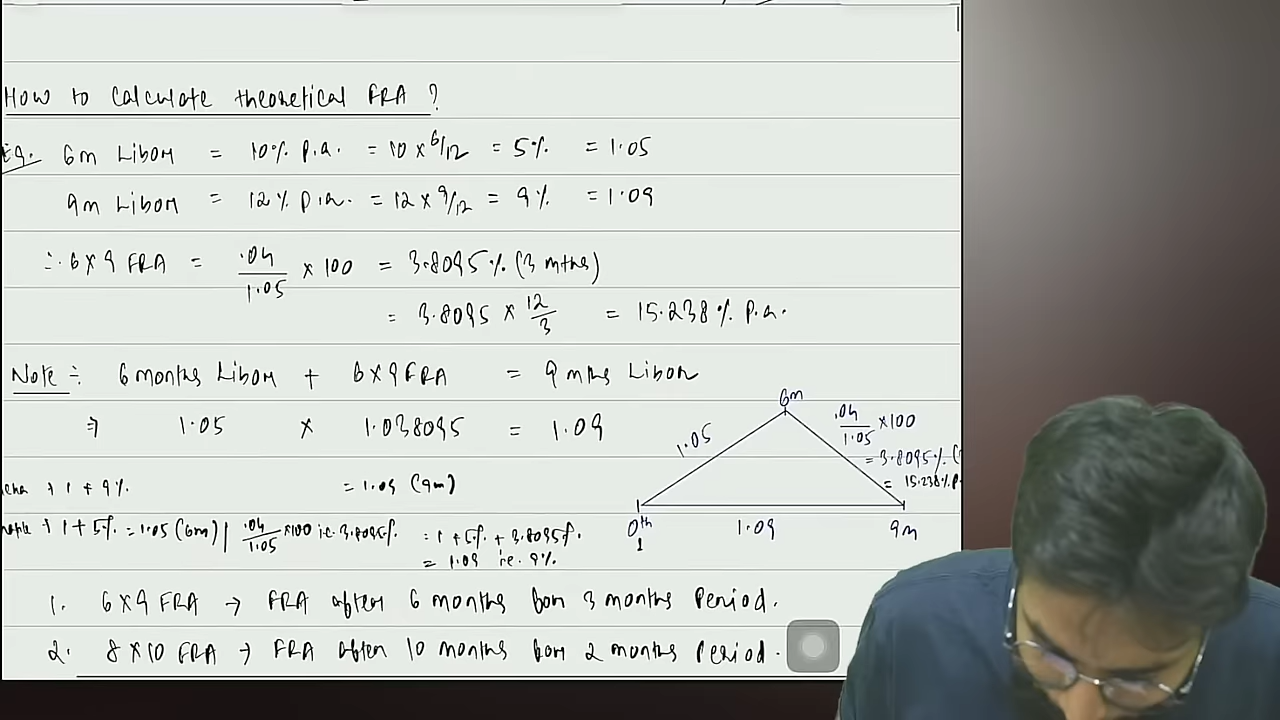 How to calculate theoretical FRA ?
Eg. 6m Libor = 10% p.a. = 10 x 6/12 = 5% = 1.05
9m Libor = 12% p.a. = 12 x 9/12 = 9% = 1.09
∴ 6x9 FRA = .04/1.05 x 100 = 3.8095% (3 mths)
= 3.8095 x 12/3 = 15.238% p.a.
Note :- 6 months Libor + 6x9 FRA = 9 mths Libor
⇒ 1.05 x 1.038095 = 1.09
6m
1.05
.04/1.05 x100
= 3.8095%
= 15.238% p.
0th
1.09
9m
→ 1 + 9% = 1.09 (9m)
→ 1 + 5% = 1.05 (6m) | .04/1.05 x100 i.e. 3.8095%. = 1 + 5% + 3.8095%.
= 1.09 i.e. 9%.
1. 6x9 FRA → FRA after 6 months for 3 months Period.
2. 8x10 FRA → FRA after 10 months for 2 months Period.